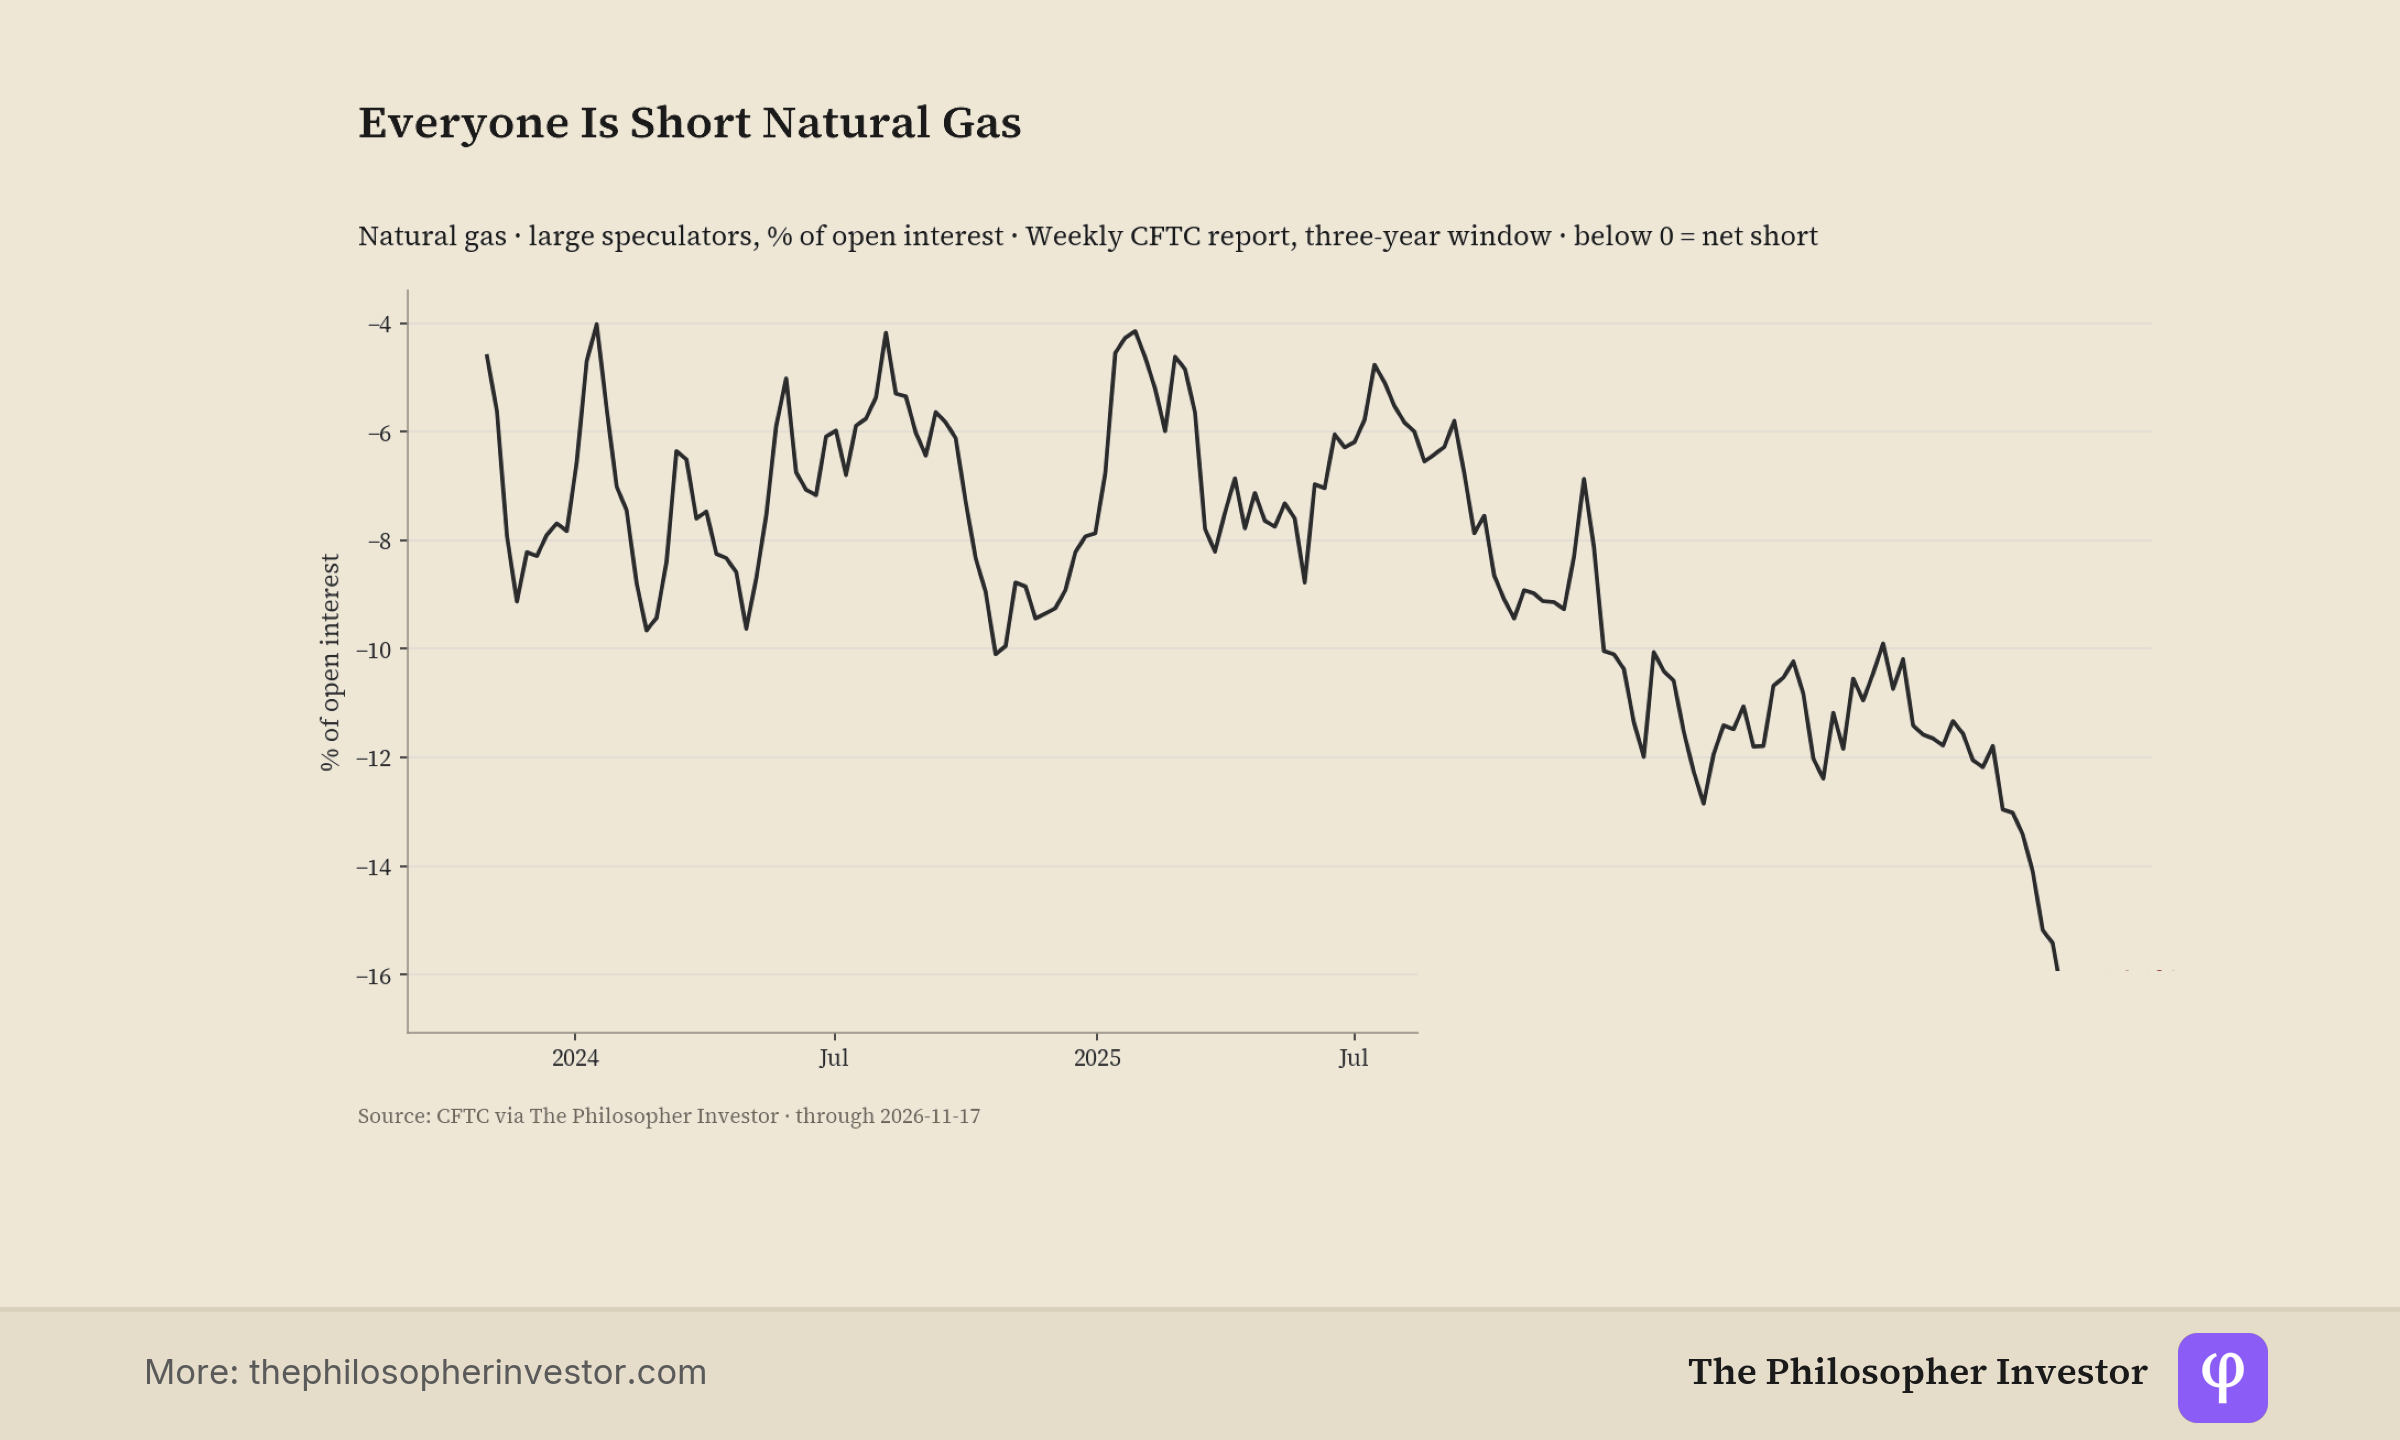 Everyone Is Short Natural Gas
Natural gas · large speculators, % of open interest · Weekly CFTC report, three-year window · below 0 = net short
% of open interest
−4
−6
−8
−10
−12
−14
−16
2024
Jul
2025
Jul
Source: CFTC via The Philosopher Investor · through 2026-11-17
More: thephilosopherinvestor.com
The Philosopher Investor
φ